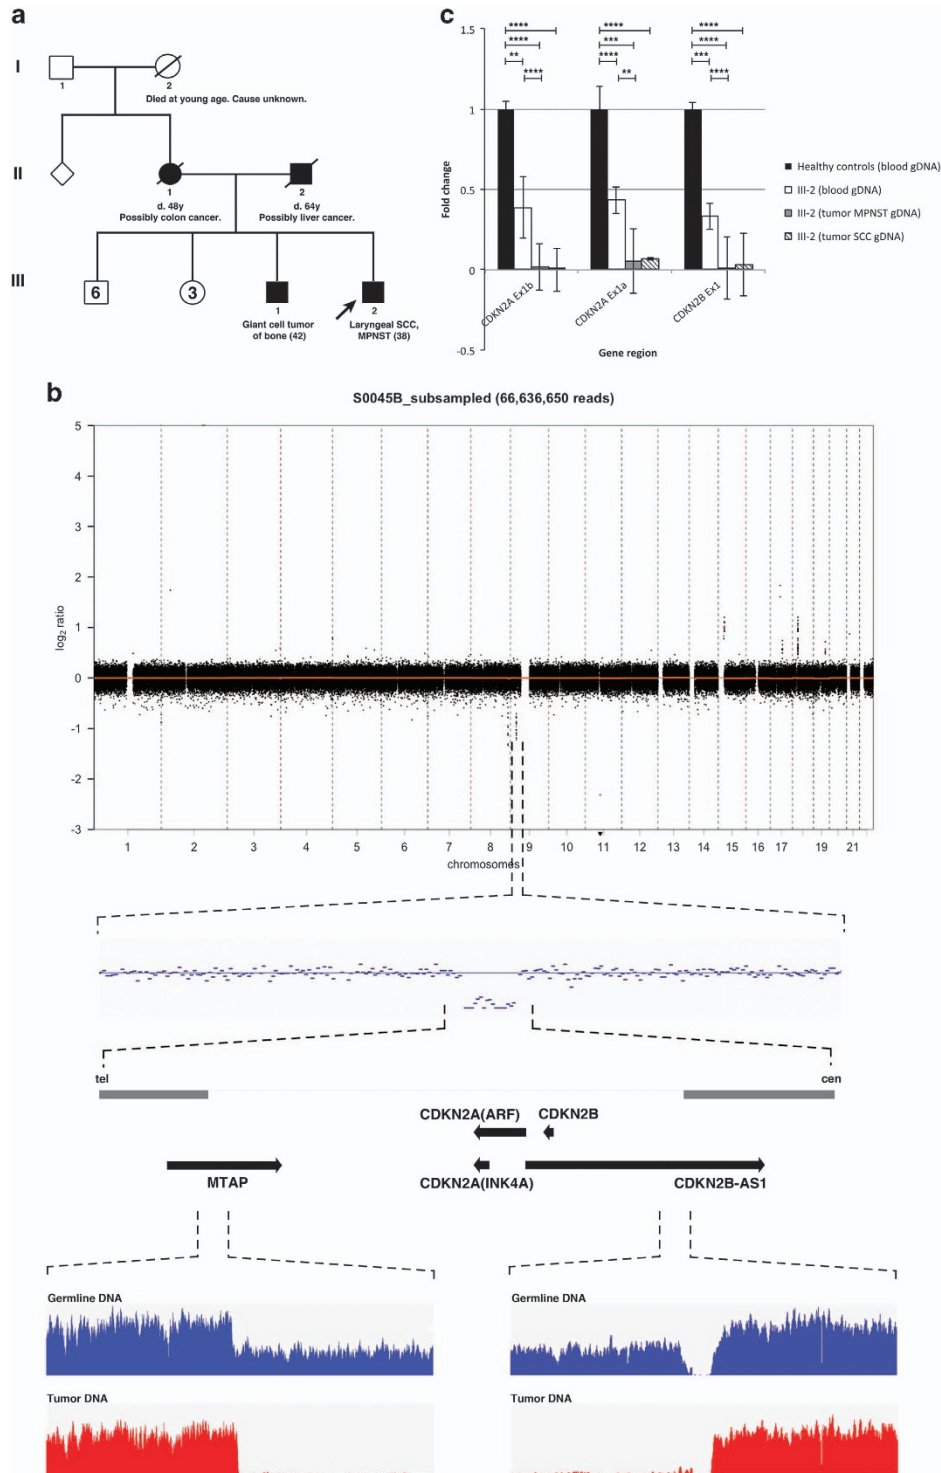 a
I
1
2
Died at young age. Cause unknown.
II
1
2
d. 48y
Possibly colon cancer.
d. 64y
Possibly liver cancer.
III
6
3
1
2
Giant cell tumor
of bone (42)
Laryngeal SCC,
MPNST (38)
c
1.5
1
0.5
0
-0.5
Fold change
****
****
**
****
****
***
****
**
****
****
***
****
CDKN2A Ex1b
CDKN2A Ex1a
CDKN2B Ex1
Gene region
Healthy controls (blood gDNA)
III-2 (blood gDNA)
III-2 (tumor MPNST gDNA)
III-2 (tumor SCC gDNA)
b
S0045B_subsampled (66,636,650 reads)
5
4
3
2
1
0
-1
-2
-3
log2 ratio
1 2 3 4 5 6 7 8 9 10 11 12 13 14 15 16 17 19 21
chromosomes
tel
cen
CDKN2A(ARF)
CDKN2B
MTAP
CDKN2A(INK4A)
CDKN2B-AS1
Germline DNA
Germline DNA
Tumor DNA
Tumor DNA